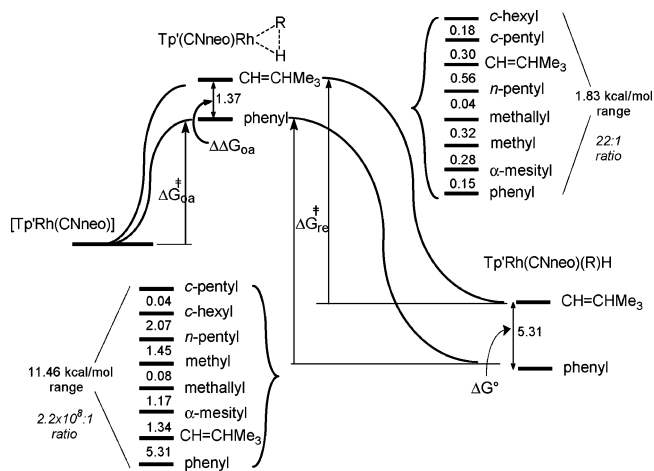 Tp'(CNneo)Rh
R
H
CH=CHMe3
1.37
phenyl
ΔΔGoa
ΔG‡oa
[Tp'Rh(CNneo)]
ΔG‡re
c-hexyl
0.18
c-pentyl
0.30
CH=CHMe3
0.56
n-pentyl
0.04
methallyl
0.32
methyl
0.28
α-mesityl
0.15
phenyl
1.83 kcal/mol
range
22:1
ratio
Tp'Rh(CNneo)(R)H
CH=CHMe3
5.31
phenyl
ΔG°
c-pentyl
0.04
c-hexyl
2.07
n-pentyl
1.45
methyl
0.08
methallyl
1.17
α-mesityl
1.34
CH=CHMe3
5.31
phenyl
11.46 kcal/mol
range
2.2x10⁸:1
ratio